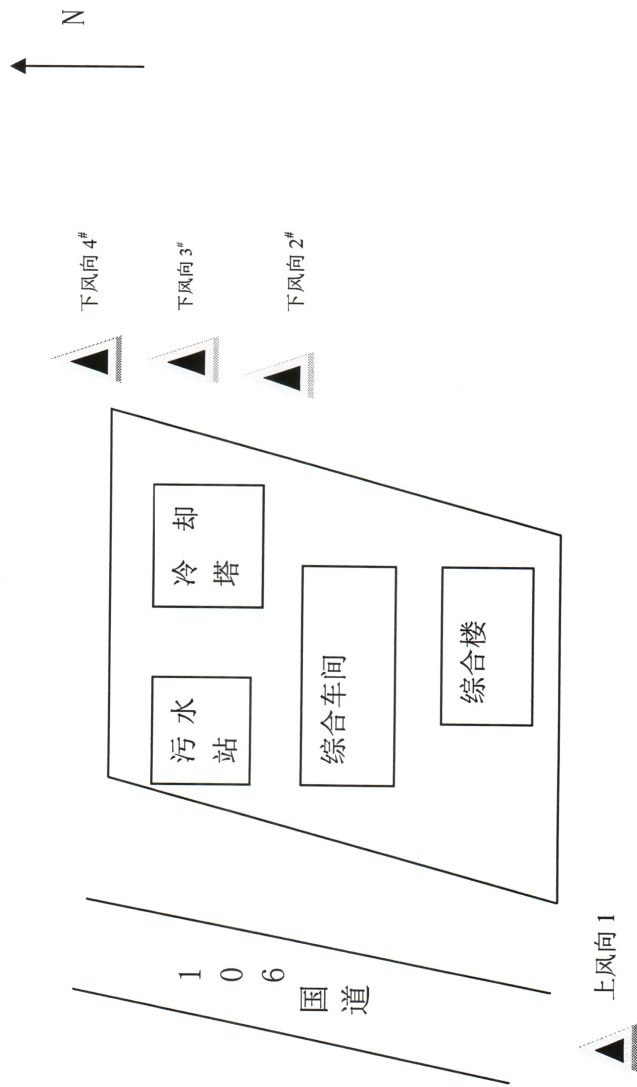 N
下风向 4#
下风向 3#
下风向 2#
冷 却
塔
污 水
站
综合车间
综合楼
1
0
6
国
道
上风向 1